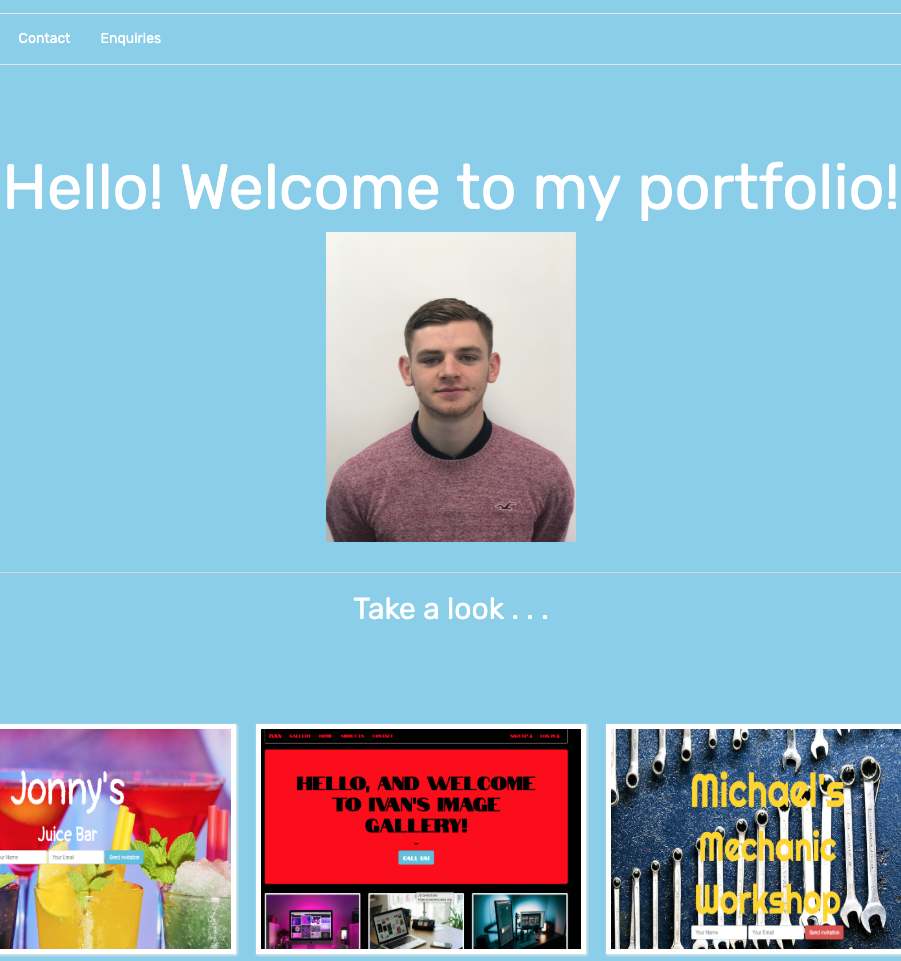 Contact Enquiries
Hello! Welcome to my portfolio!
Take a look . . .
Jonny's
Juice Bar
Your Email Send invitation
IVAN GALLERY HOME ABOUT US CONTACT SIGN UP LOG IN
HELLO, AND WELCOME
TO IVAN'S IMAGE
GALLERY!
CALL US!
Michael's
Mechanic
Workshop
Your Name Your Email Send invitation